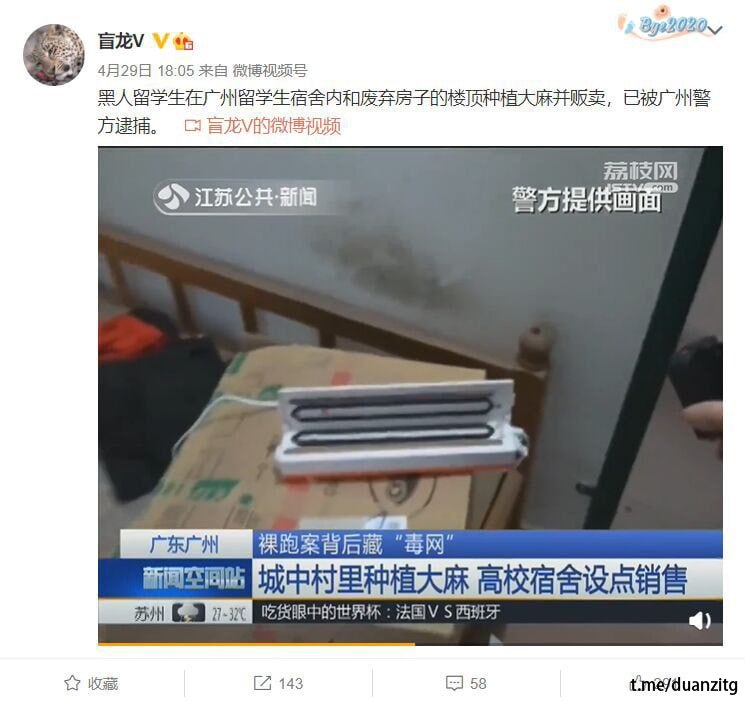 Bye2020
盲龙V
4月29日 18:05 来自 微博视频号
黑人留学生在广州留学生宿舍内和废弃房子的楼顶种植大麻并贩卖，已被广州警
方逮捕。 盲龙V的微博视频
荔枝网
JSTV.com
江苏公共·新闻
警方提供画面
广东广州
裸跑案背后藏“毒网”
新闻空间站
城中村里种植大麻 高校宿舍设点销售
苏州 27~32℃ 吃货眼中的世界杯：法国VS西班牙
收藏
143
58
t.me/duanzitg